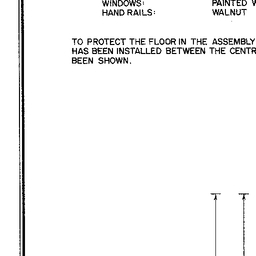 WINDOWS: PAINTED
HAND RAILS: WALNUT
TO PROTECT THE FLOOR IN THE ASSEMBLY
HAS BEEN INSTALLED BETWEEN THE CENTR
BEEN SHOWN.